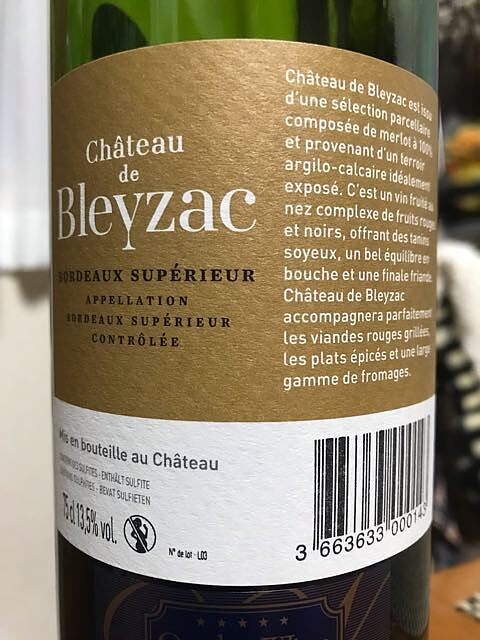 Château
de
Bleyzac
BORDEAUX SUPÉRIEUR
APPELLATION
BORDEAUX SUPÉRIEUR
CONTRÔLÉE
Château de Bleyzac est issu
d'une sélection parcellaire
composée de merlot à 100%
et provenant d'un terroir
argilo-calcaire idéalement
exposé. C'est un vin fruité au
nez complexe de fruits rouges
et noirs, offrant des tanins
soyeux, un bel équilibre en
bouche et une finale friande.
Château de Bleyzac
accompagnera parfaitement
les viandes rouges grillées,
les plats épicés et une large
gamme de fromages.
Mis en bouteille au Château
SULFITES - ENTHÄLT SULFITE
- BEVAT SULFIETEN
75 cl 13,5% vol.
N° de lot - L03
3 663633 000143